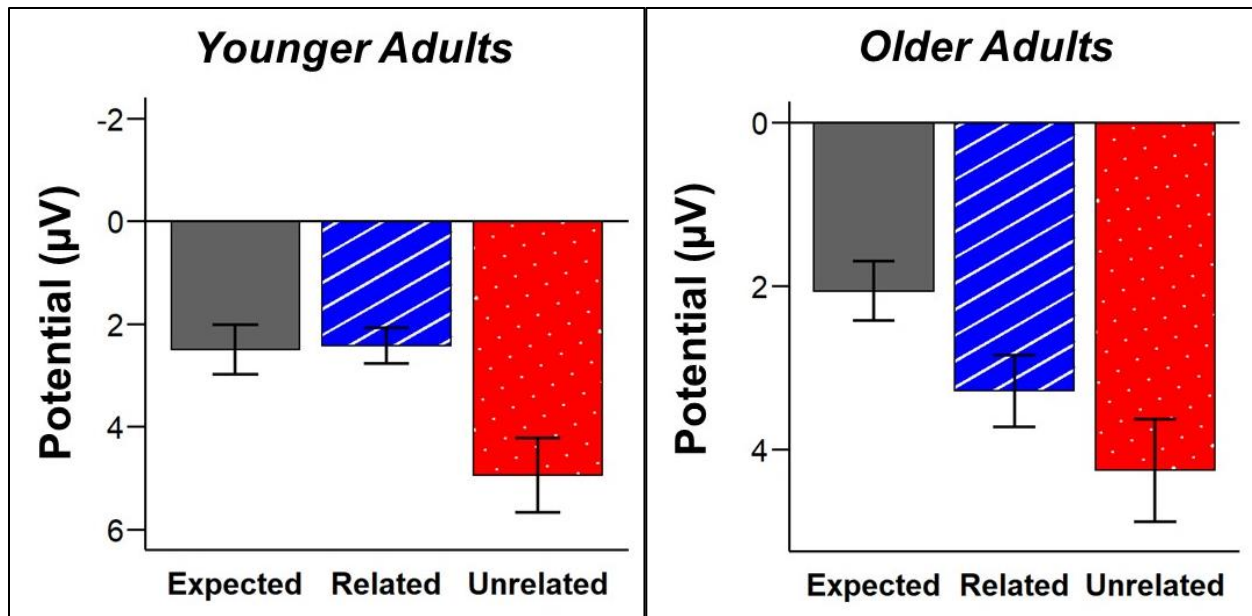 Younger Adults
Potential (µV)
-2
0
2
4
6
Expected Related Unrelated
Older Adults
Potential (µV)
0
2
4
Expected Related Unrelated